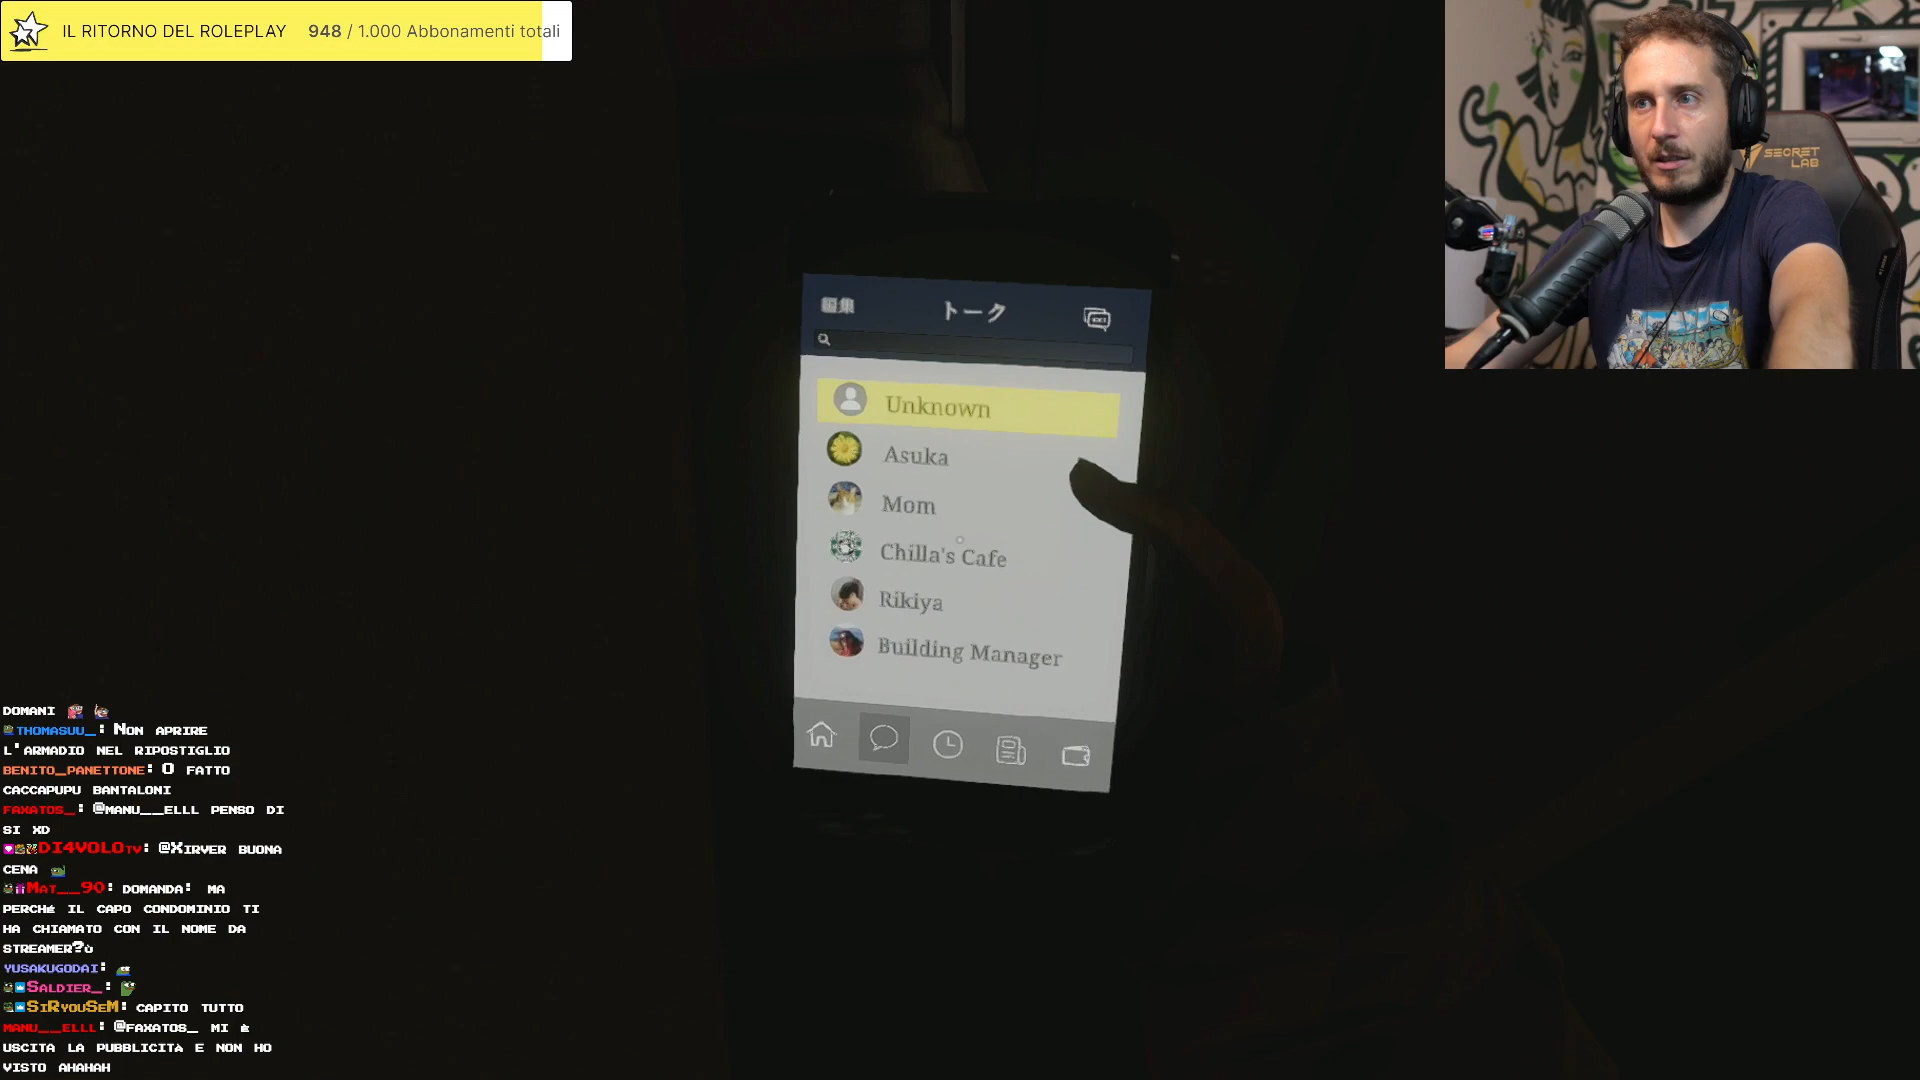 IL RITORNO DEL ROLEPLAY 948 / 1.000 Abbonamenti totali
SECRET
LAB
編集 トーク
Unknown
Asuka
Mom
Chilla's Cafe
Rikiya
Building Manager
DOMANI
THOMASUU_: NON APRIRE
L'ARMADIO NEL RIPOSTIGLIO
BENITO_PANETTONE: O FATTO
CACCAPUPU BANTALONI
FAXATOS_: @MANU__ELLL PENSO DI
SI XD
DI4VOLOTV: @XIRVER BUONA
CENA
MAT__90: DOMANDA: MA
PERCHÉ IL CAPO CONDOMINIO TI
HA CHIAMATO CON IL NOME DA
STREAMER?ù
YUSAKUGODAI:
SALDIER_:
SIRYOUSEM: CAPITO TUTTO
MANU__ELLL: @FAXATOS_ MI È
USCITA LA PUBBLICITÀ E NON HO
VISTO AHAHAH